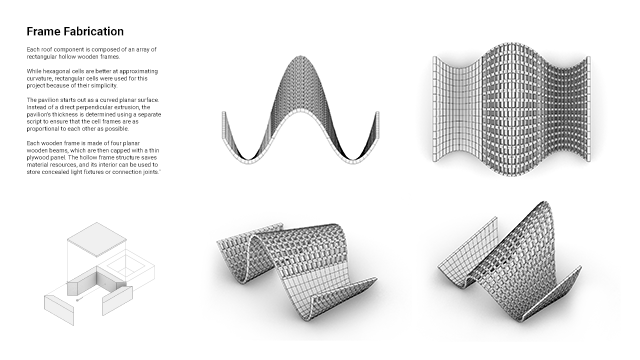 Frame Fabrication
Each roof component is composed of an array of
rectangular hollow wooden frames.
While hexagonal cells are better at approximating
curvature, rectangular cells were used for this
project because of their simplicity.
The pavilion starts out as a curved planar surface.
Instead of a direct perpendicular extrusion, the
pavilion's thickness is determined using a separate
script to ensure that the cell frames are as
proportional to each other as possible.
Each wooden frame is made of four planar
wooden beams, which are then capped with a thin
plywood panel. The hollow frame structure saves
material resources, and its interior can be used to
store concealed light fixtures or connection joints.'